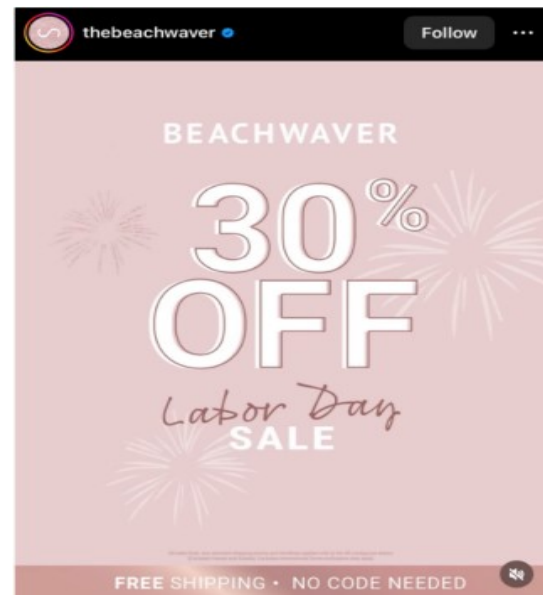 thebeachwaver
Follow
BEACHWAVER
30%
OFF
Labor Day
SALE
FREE SHIPPING • NO CODE NEEDED